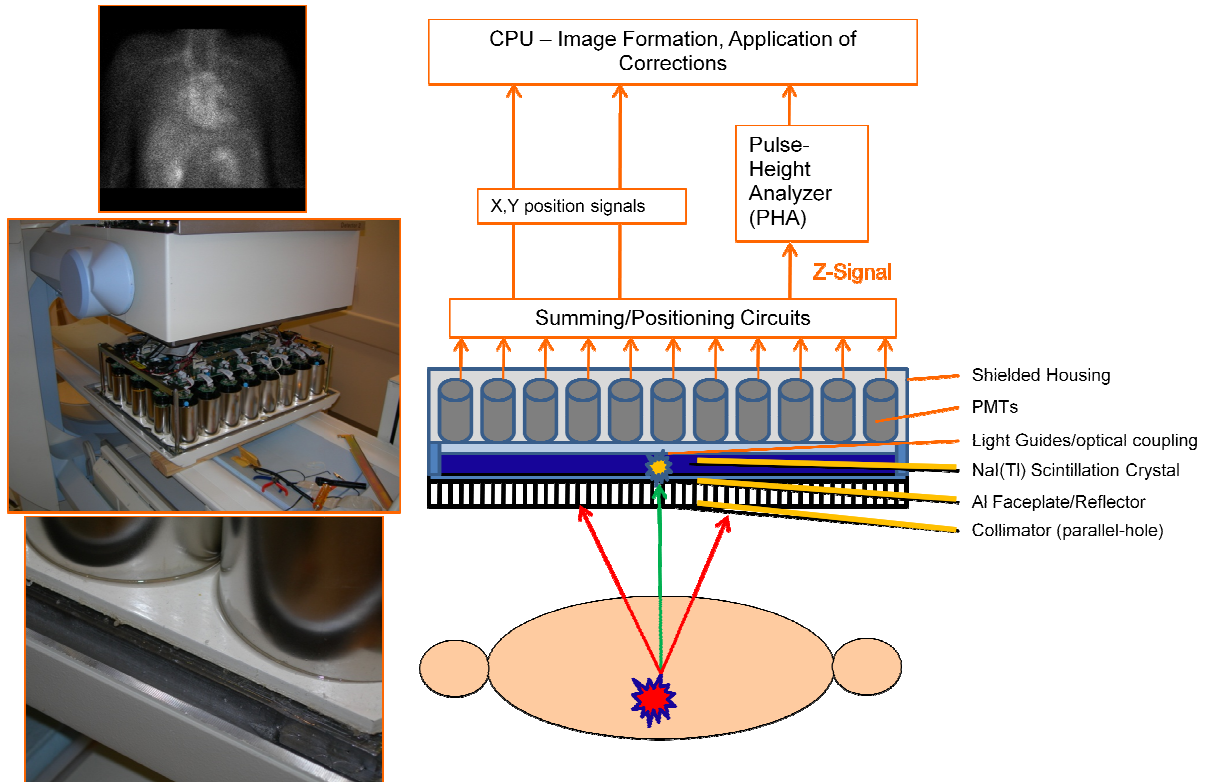 CPU – Image Formation, Application of
Corrections
Pulse-
Height
Analyzer
(PHA)
X,Y position signals
Z-Signal
Summing/Positioning Circuits
Shielded Housing
PMTs
Light Guides/optical coupling
NaI(Tl) Scintillation Crystal
Al Faceplate/Reflector
Collimator (parallel-hole)